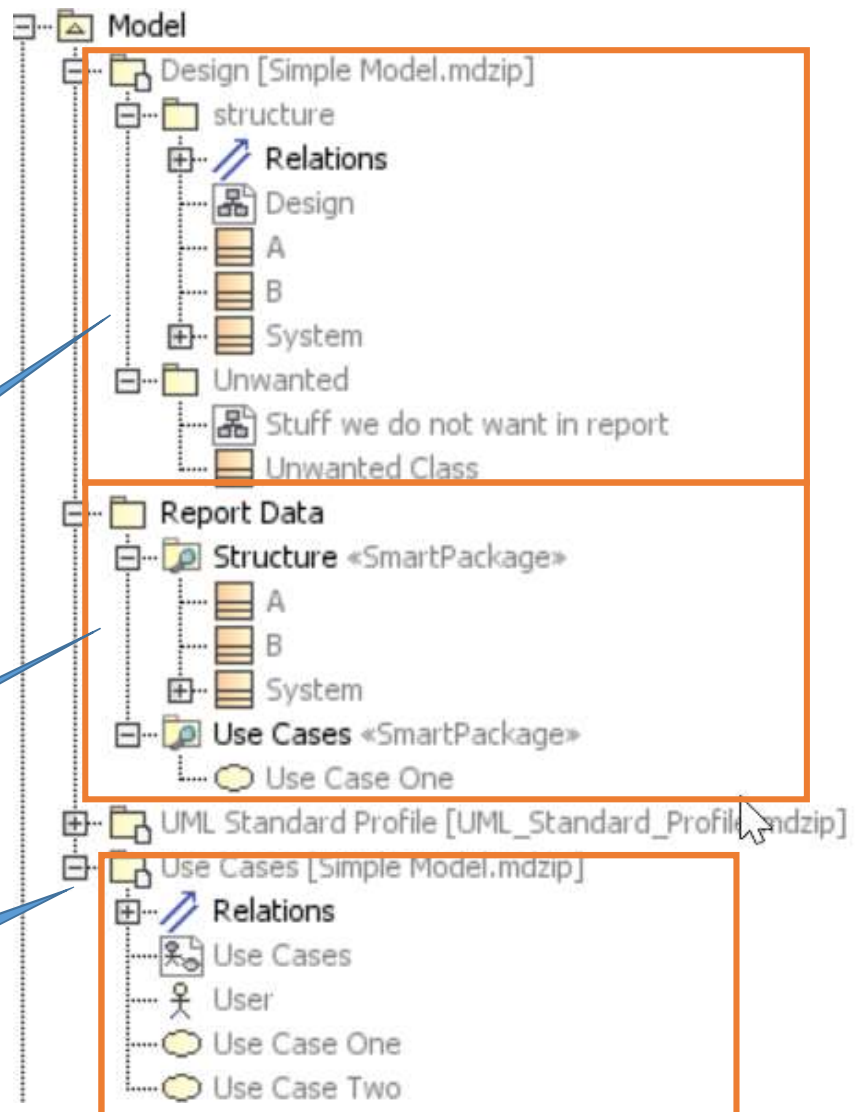 Model
Design [Simple Model.mdzip]
structure
Relations
Design
A
B
System
Unwanted
Stuff we do not want in report
Unwanted Class
Report Data
Structure «SmartPackage»
A
B
System
Use Cases «SmartPackage»
Use Case One
UML Standard Profile [UML_Standard_Profile.mdzip]
Use Cases [Simple Model.mdzip]
Relations
Use Cases
User
Use Case One
Use Case Two